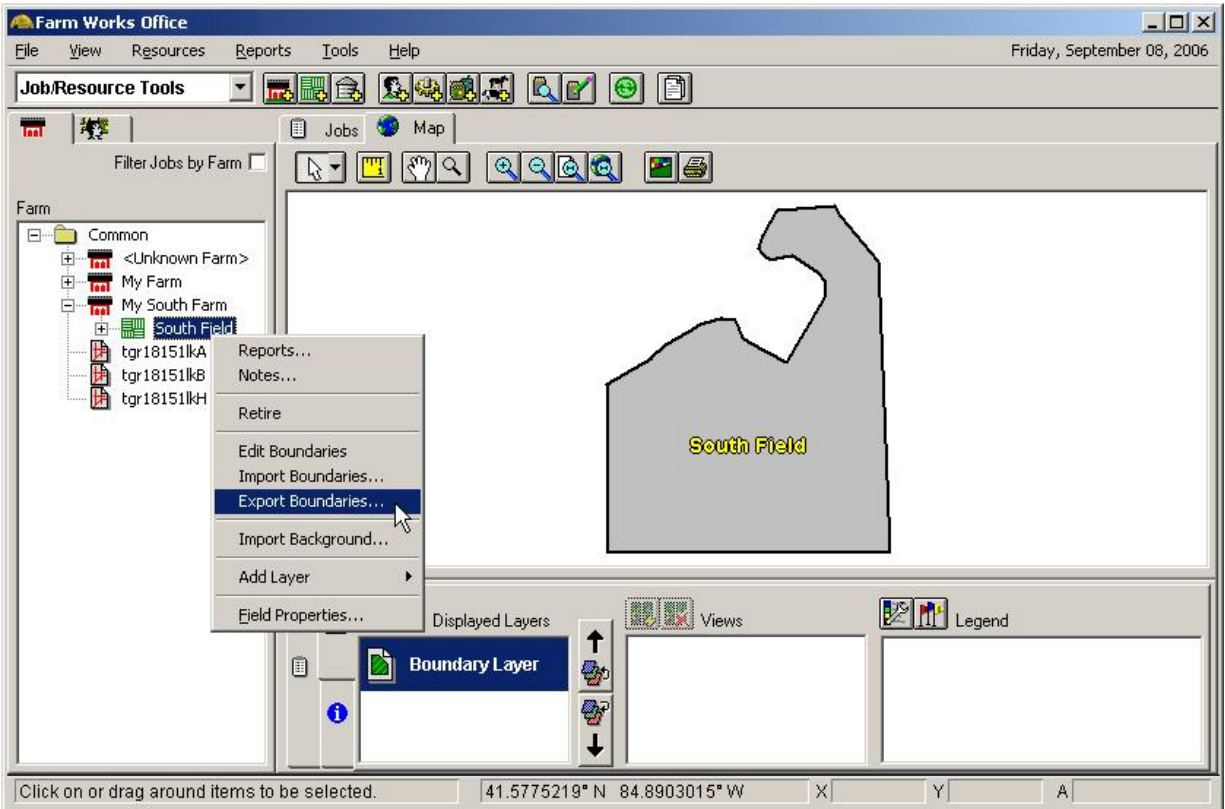 Farm Works Office
File View Resources Reports Tools Help Friday, September 08, 2006
Job/Resource Tools
Jobs Map
Filter Jobs by Farm
Farm
Common
<Unknown Farm>
My Farm
My South Farm
South Field
tgr18151lkA
tgr18151lkB
tgr18151lkH
Reports...
Notes...
Retire
Edit Boundaries
Import Boundaries...
Export Boundaries...
Import Background...
Add Layer
Field Properties...
South Field
Displayed Layers Views Legend
Boundary Layer
Click on or drag around items to be selected. 41.5775219° N 84.8903015° W X Y A